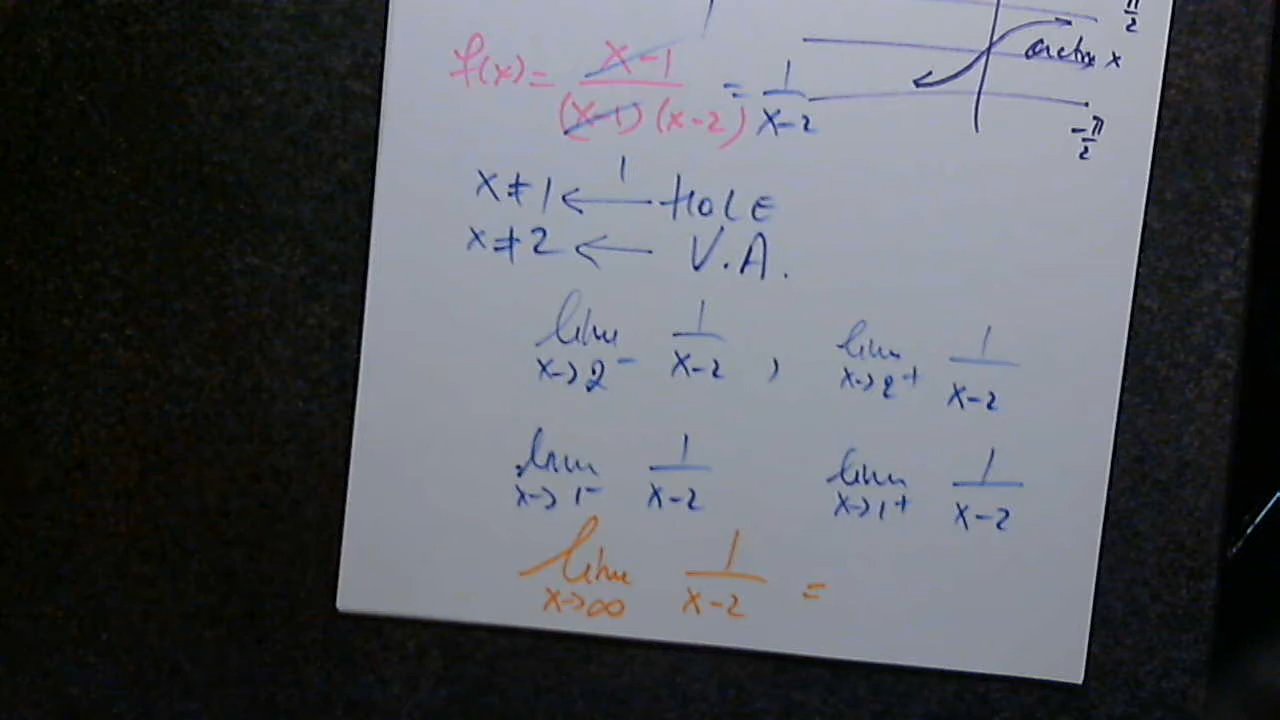 π/2
arctan x
f(x) = (x-1)/((x-1)(x-2)) = 1/(x-2)
-π/2
x≠1 ← HOLE
x≠2 ← V.A.
lim x→2⁻ 1/(x-2) , lim x→2⁺ 1/(x-2)
lim x→1⁻ 1/(x-2) lim x→1⁺ 1/(x-2)
lim x→∞ 1/(x-2) =